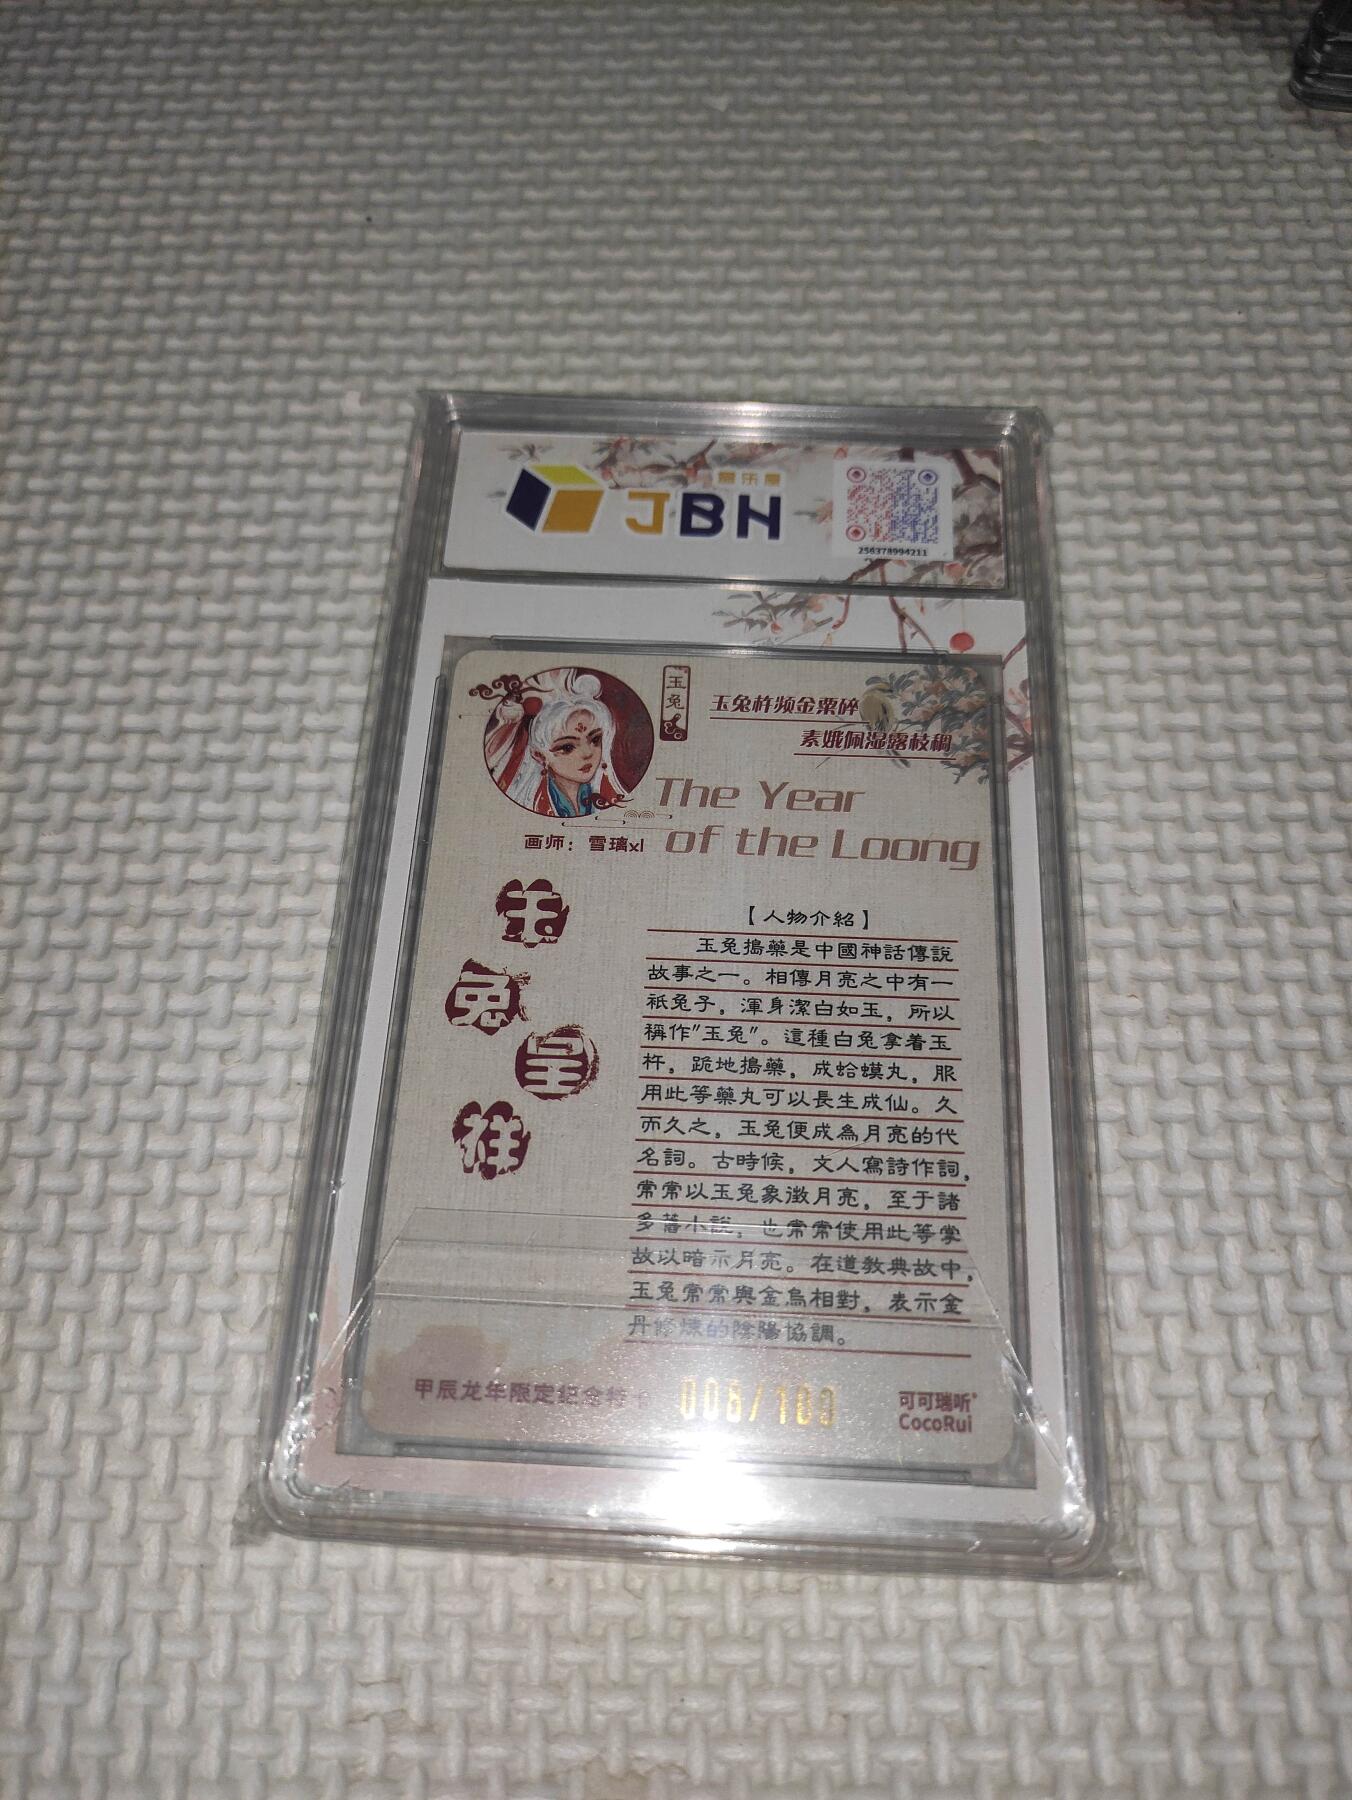 JBH
256378994211
玉兔
玉兔杵频金粟碎
素娥佩湿露枝稠
The Year
of the Loong
画师：雪璃xl
玉
兔
呈
祥
【人物介紹】
玉兔搗藥是中國神話傳說
故事之一。相傳月亮之中有一
衹兔子，渾身潔白如玉，所以
稱作"玉兔"。這種白兔拿着玉
杵，跪地搗藥，成蛤蟆丸，服
用此等藥丸可以長生成仙。久
而久之，玉兔便成為月亮的代
名詞。古時候，文人寫詩作詞，
常常以玉兔象徵月亮，至于諸
多舊小說，也常常使用此等掌
故以暗示月亮。在道教典故中，
玉兔常常與金烏相對，表示金
丹修煉的陰陽協調。
甲辰龙年限定纪念特卡
008/100
可可瑞听
CocoRui